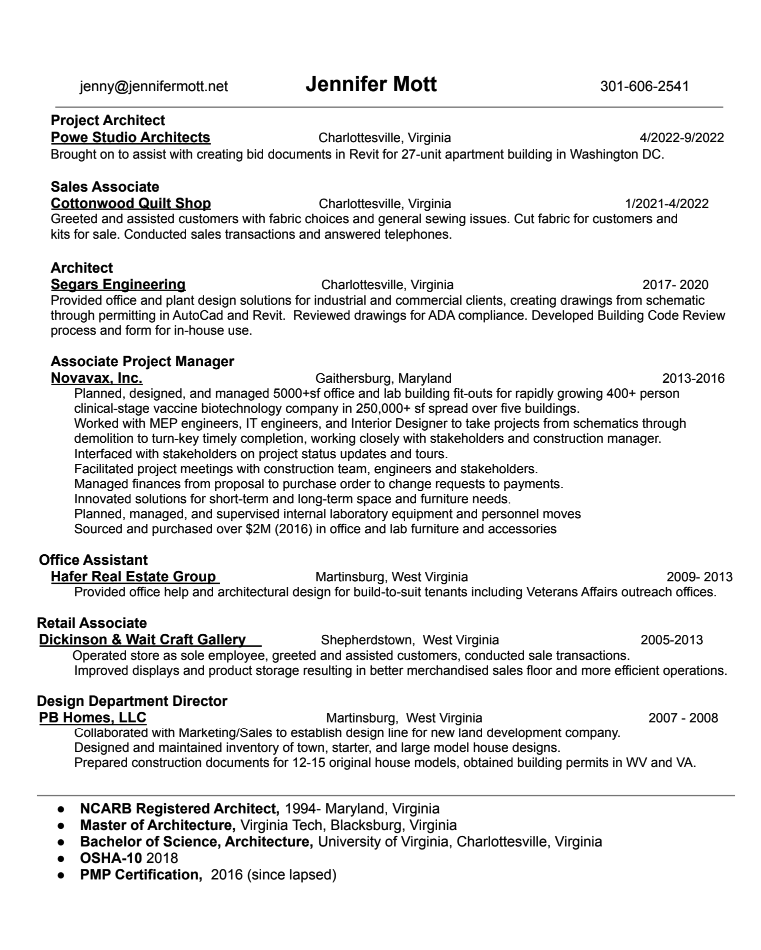 jenny@jennifermott.net Jennifer Mott 301-606-2541
Project Architect
Powe Studio Architects Charlottesville, Virginia 4/2022-9/2022
Brought on to assist with creating bid documents in Revit for 27-unit apartment building in Washington DC.
Sales Associate
Cottonwood Quilt Shop Charlottesville, Virginia 1/2021-4/2022
Greeted and assisted customers with fabric choices and general sewing issues. Cut fabric for customers and
kits for sale. Conducted sales transactions and answered telephones.
Architect
Segars Engineering Charlottesville, Virginia 2017- 2020
Provided office and plant design solutions for industrial and commercial clients, creating drawings from schematic
through permitting in AutoCad and Revit. Reviewed drawings for ADA compliance. Developed Building Code Review
process and form for in-house use.
Associate Project Manager
Novavax, Inc. Gaithersburg, Maryland 2013-2016
Planned, designed, and managed 5000+sf office and lab building fit-outs for rapidly growing 400+ person
clinical-stage vaccine biotechnology company in 250,000+ sf spread over five buildings.
Worked with MEP engineers, IT engineers, and Interior Designer to take projects from schematics through
demolition to turn-key timely completion, working closely with stakeholders and construction manager.
Interfaced with stakeholders on project status updates and tours.
Facilitated project meetings with construction team, engineers and stakeholders.
Managed finances from proposal to purchase order to change requests to payments.
Innovated solutions for short-term and long-term space and furniture needs.
Planned, managed, and supervised internal laboratory equipment and personnel moves
Sourced and purchased over $2M (2016) in office and lab furniture and accessories
Office Assistant
Hafer Real Estate Group Martinsburg, West Virginia 2009- 2013
Provided office help and architectural design for build-to-suit tenants including Veterans Affairs outreach offices.
Retail Associate
Dickinson & Wait Craft Gallery Shepherdstown, West Virginia 2005-2013
Operated store as sole employee, greeted and assisted customers, conducted sale transactions.
Improved displays and product storage resulting in better merchandised sales floor and more efficient operations.
Design Department Director
PB Homes, LLC Martinsburg, West Virginia 2007 - 2008
Collaborated with Marketing/Sales to establish design line for new land development company.
Designed and maintained inventory of town, starter, and large model house designs.
Prepared construction documents for 12-15 original house models, obtained building permits in WV and VA.
● NCARB Registered Architect, 1994- Maryland, Virginia
● Master of Architecture, Virginia Tech, Blacksburg, Virginia
● Bachelor of Science, Architecture, University of Virginia, Charlottesville, Virginia
● OSHA-10 2018
● PMP Certification, 2016 (since lapsed)